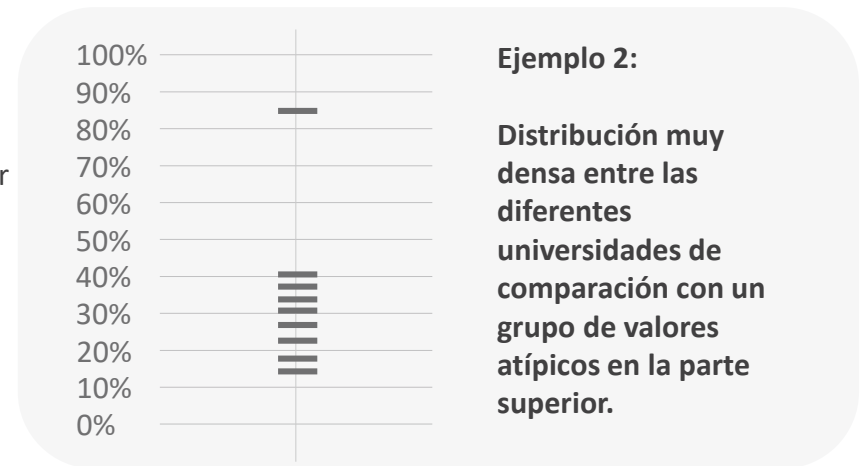 100%
90%
80%
70%
60%
50%
40%
30%
20%
10%
0%
r
Ejemplo 2:
Distribución muy
densa entre las
diferentes
universidades de
comparación con un
grupo de valores
atípicos en la parte
superior.